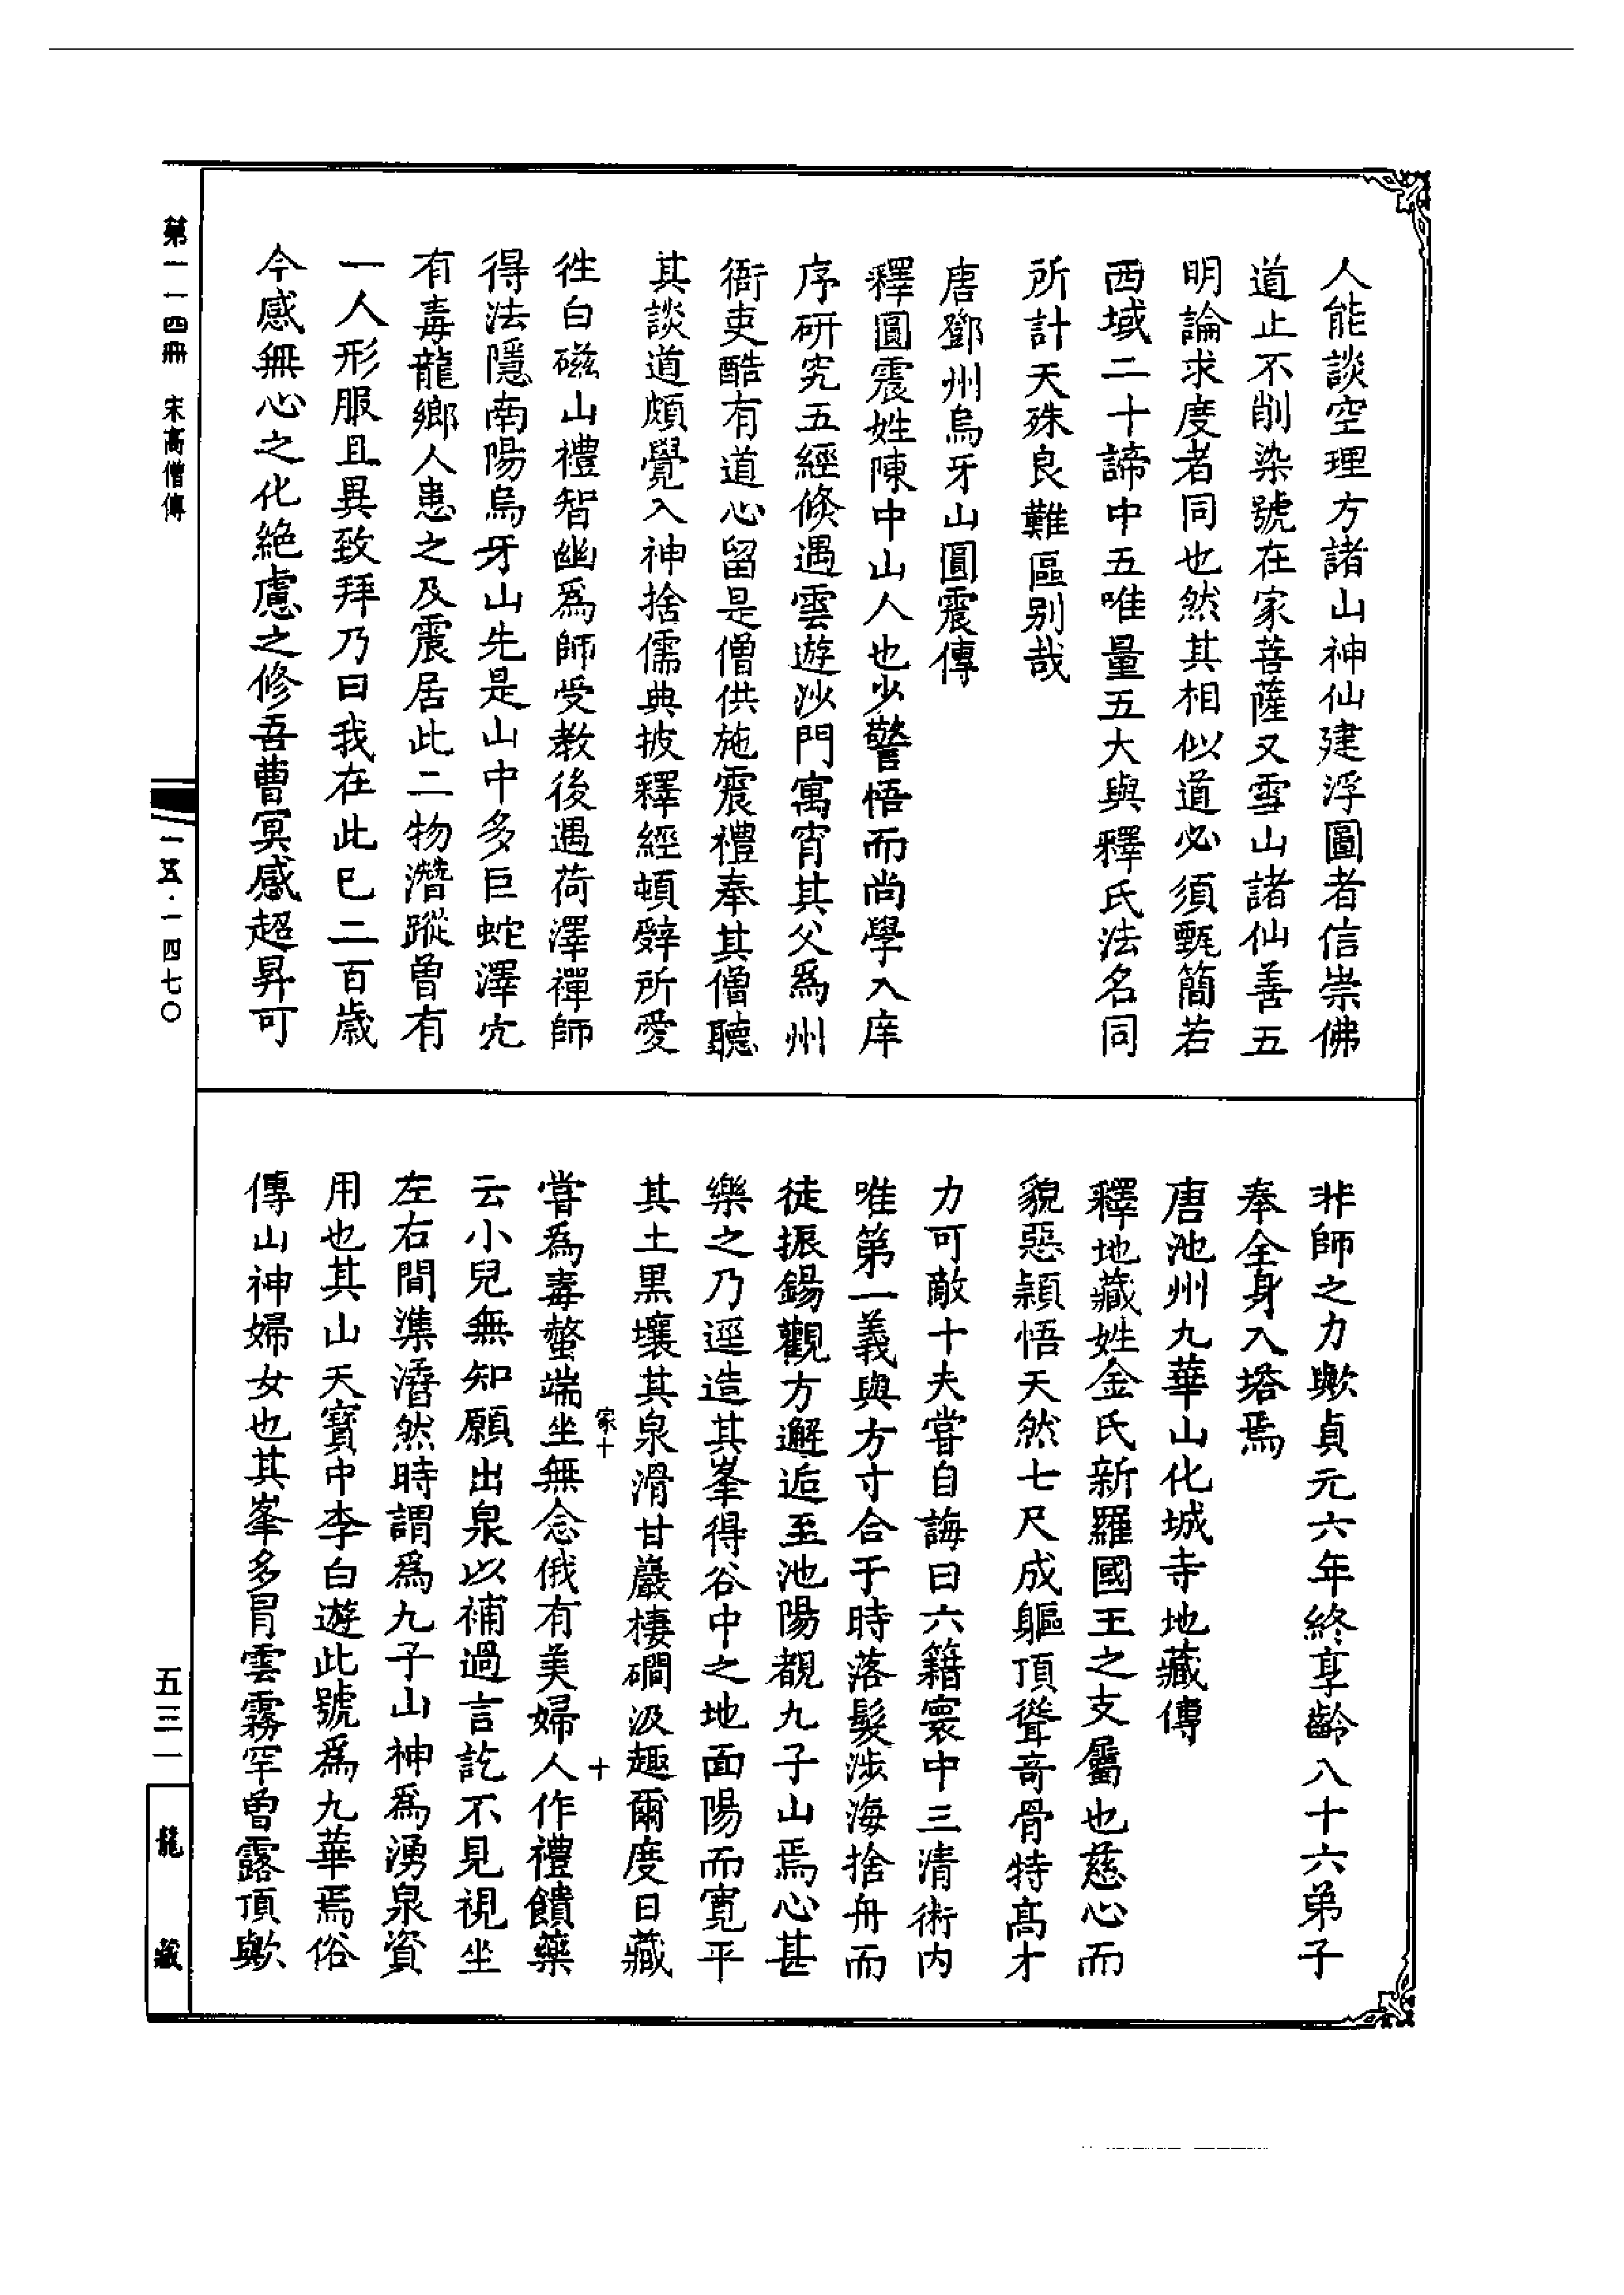 人能談空理方諸山神仙建浮圖者信崇佛
道止不削染號在家菩薩又雪山諸仙善五
明論求度者同也然其相似道必須甄簡若
西域二十諦中五唯量五大與釋氏法名同
所計天殊良難區別哉
唐鄧州烏牙山圓震傳
釋圓震姓陳中山人也少警悟而尚學入庠
序研究五經倏遇雲遊沙門寓宵其父爲州
衙吏酷有道心留是僧供施震禮奉其僧聽
其談道頗覺入神捨儒典披釋經頓辭所愛
往白磁山禮智幽爲師受教後遇荷澤禪師
得法隱南陽烏牙山先是山中多巨蛇澤宂
有毒龍鄉人患之及震居此二物潛蹤曾有
一人形服且異致拜乃曰我在此已二百歲
今感無心之化絕慮之修吾曹冥感超昇可
非師之力歟貞元六年終享齡八十六弟子
奉全身入塔焉
唐池州九華山化城寺地藏傳
釋地藏姓金氏新羅國王之支屬也慈心而
貌惡穎悟天然七尺成軀頂聳奇骨特高才
力可敵十夫嘗自誨曰六籍寰中三清術内
唯第一義與方寸合于時落髮涉海捨舟而
徒振錫觀方邂逅至池陽覩九子山焉心甚
樂之乃逕造其峯得谷中之地面陽而寬平
其土黑壤其泉滑甘巖棲磵汲趣爾度日藏
嘗爲毒螫端坐無念俄有美婦人作禮饋藥
家十
十
云小兒無知願出泉以補過言訖不見視坐
左右間潗㵫然時謂爲九子山神爲湧泉資
用也其山天寶中李白遊此號爲九華焉俗
傳山神婦女也其峯多冒雲霧罕曾露頂歟
第一一四冊 宋高僧傳
一五·一四七〇
五三一
龍藏